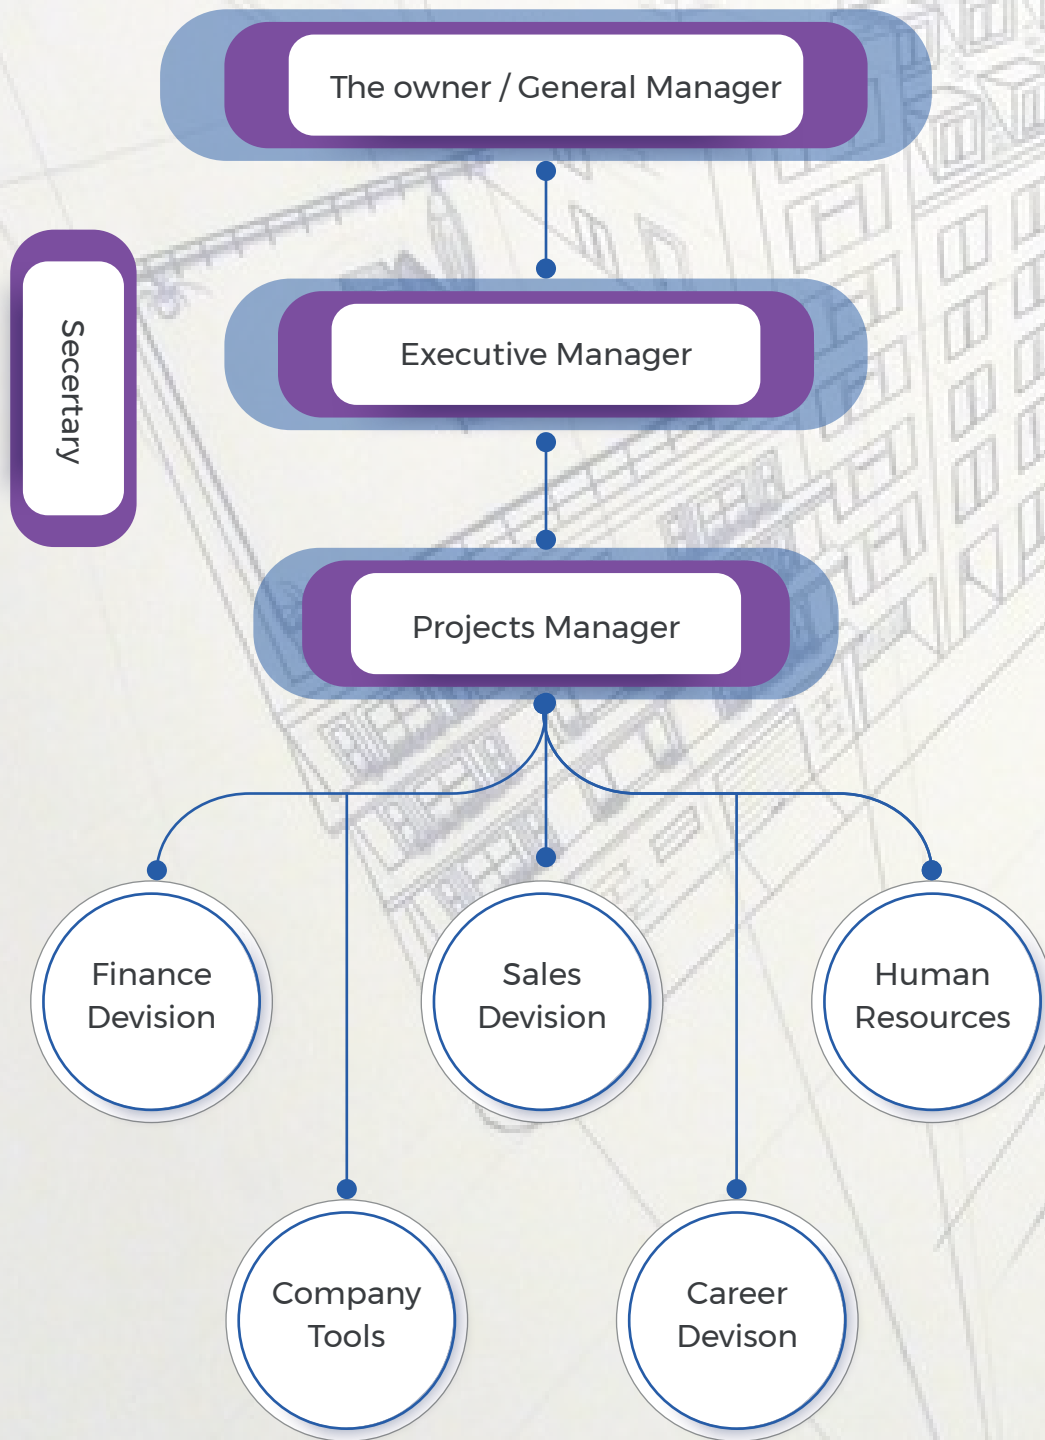 The owner / General Manager
Secertary
Executive Manager
Projects Manager
Finance
Devision
Sales
Devision
Human
Resources
Company
Tools
Career
Devison